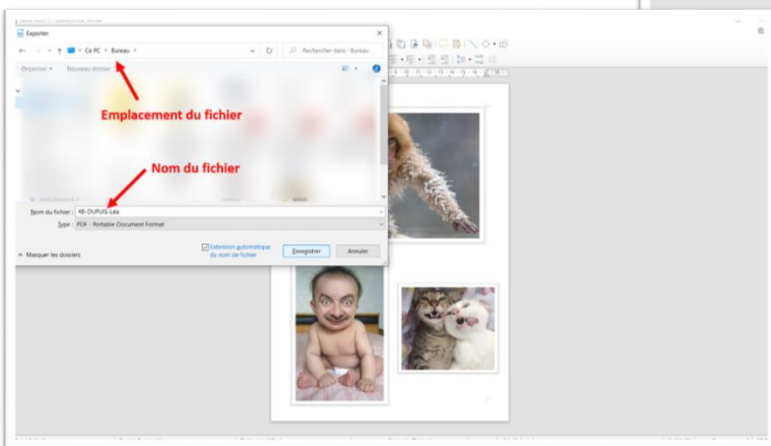 Exporter
Ce PC > Bureau >
Rechercher dans : Bureau
Organiser
Nouveau dossier
Emplacement du fichier
Nom du fichier
Nom du fichier : 4B-DUPUIS-Léa
Type : PDF - Portable Document Format
Extension automatique
du nom de fichier
Enregistrer
Annuler
Masquer les dossiers